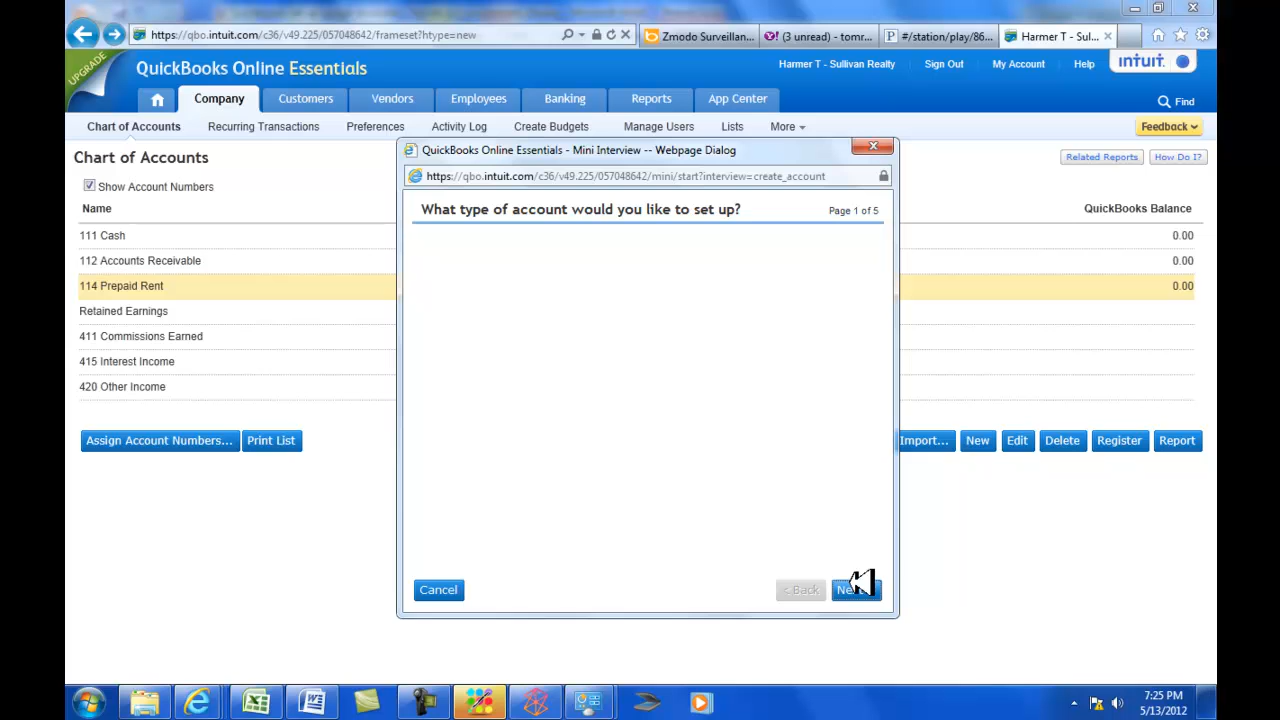 https://qbo.intuit.com/c36/v49.225/057048642/frameset?htype=new
Zmodo Surveillan...
(3 unread) - tomr...
#/station/play/86...
Harmer T - Sul...
UPGRADE
QuickBooks Online Essentials
Harmer T - Sullivan Realty Sign Out My Account Help
intuit.
Company Customers Vendors Employees Banking Reports App Center
Find
Chart of Accounts Recurring Transactions Preferences Activity Log Create Budgets Manage Users Lists More
Feedback
Chart of Accounts
Related Reports How Do I?
Show Account Numbers
Name
QuickBooks Balance
111 Cash 0.00
112 Accounts Receivable 0.00
114 Prepaid Rent 0.00
Retained Earnings
411 Commissions Earned
415 Interest Income
420 Other Income
Assign Account Numbers... Print List
Import... New Edit Delete Register Report
QuickBooks Online Essentials - Mini Interview -- Webpage Dialog
https://qbo.intuit.com/c36/v49.225/057048642/mini/start?interview=create_account
What type of account would you like to set up?
Page 1 of 5
Cancel
< Back
7:25 PM
5/13/2012